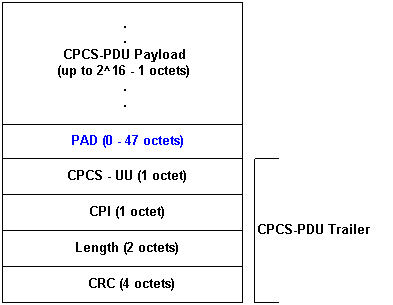 .
.
CPCS-PDU Payload
(up to 2^16 - 1 octets)
.
.
PAD (0 - 47 octets)
CPCS - UU (1 octet)
CPI (1 octet)
Length (2 octets)
CRC (4 octets)
CPCS-PDU Trailer